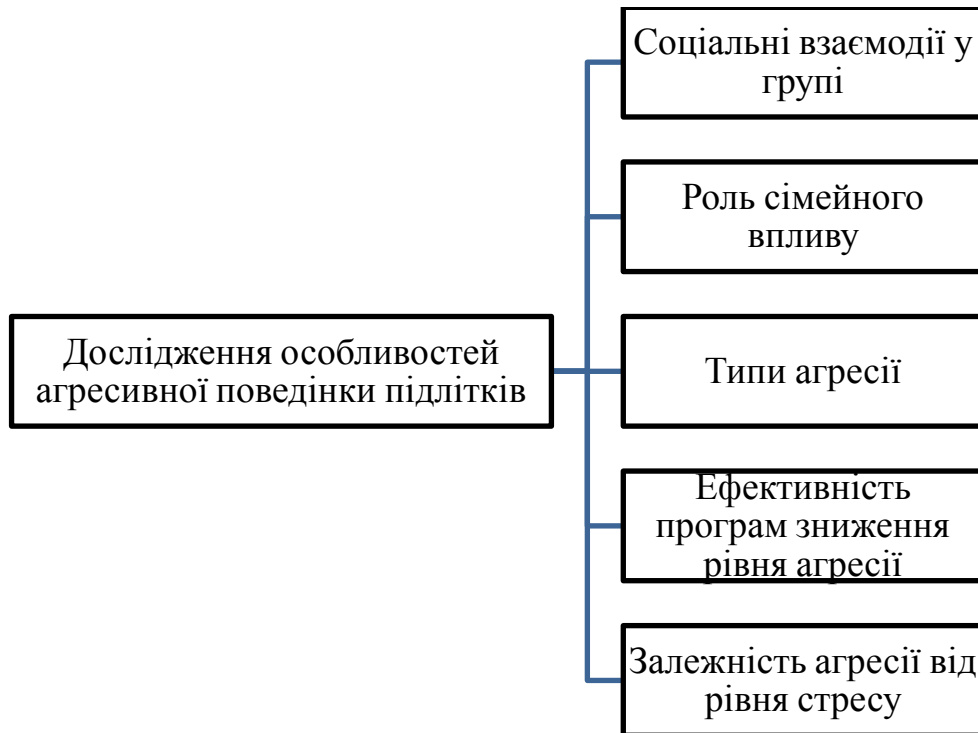 Соціальні взаємодії у
групі
Роль сімейного
впливу
Дослідження особливостей
агресивної поведінки підлітків
Типи агресії
Ефективність
програм зниження
рівня агресії
Залежність агресії від
рівня стресу